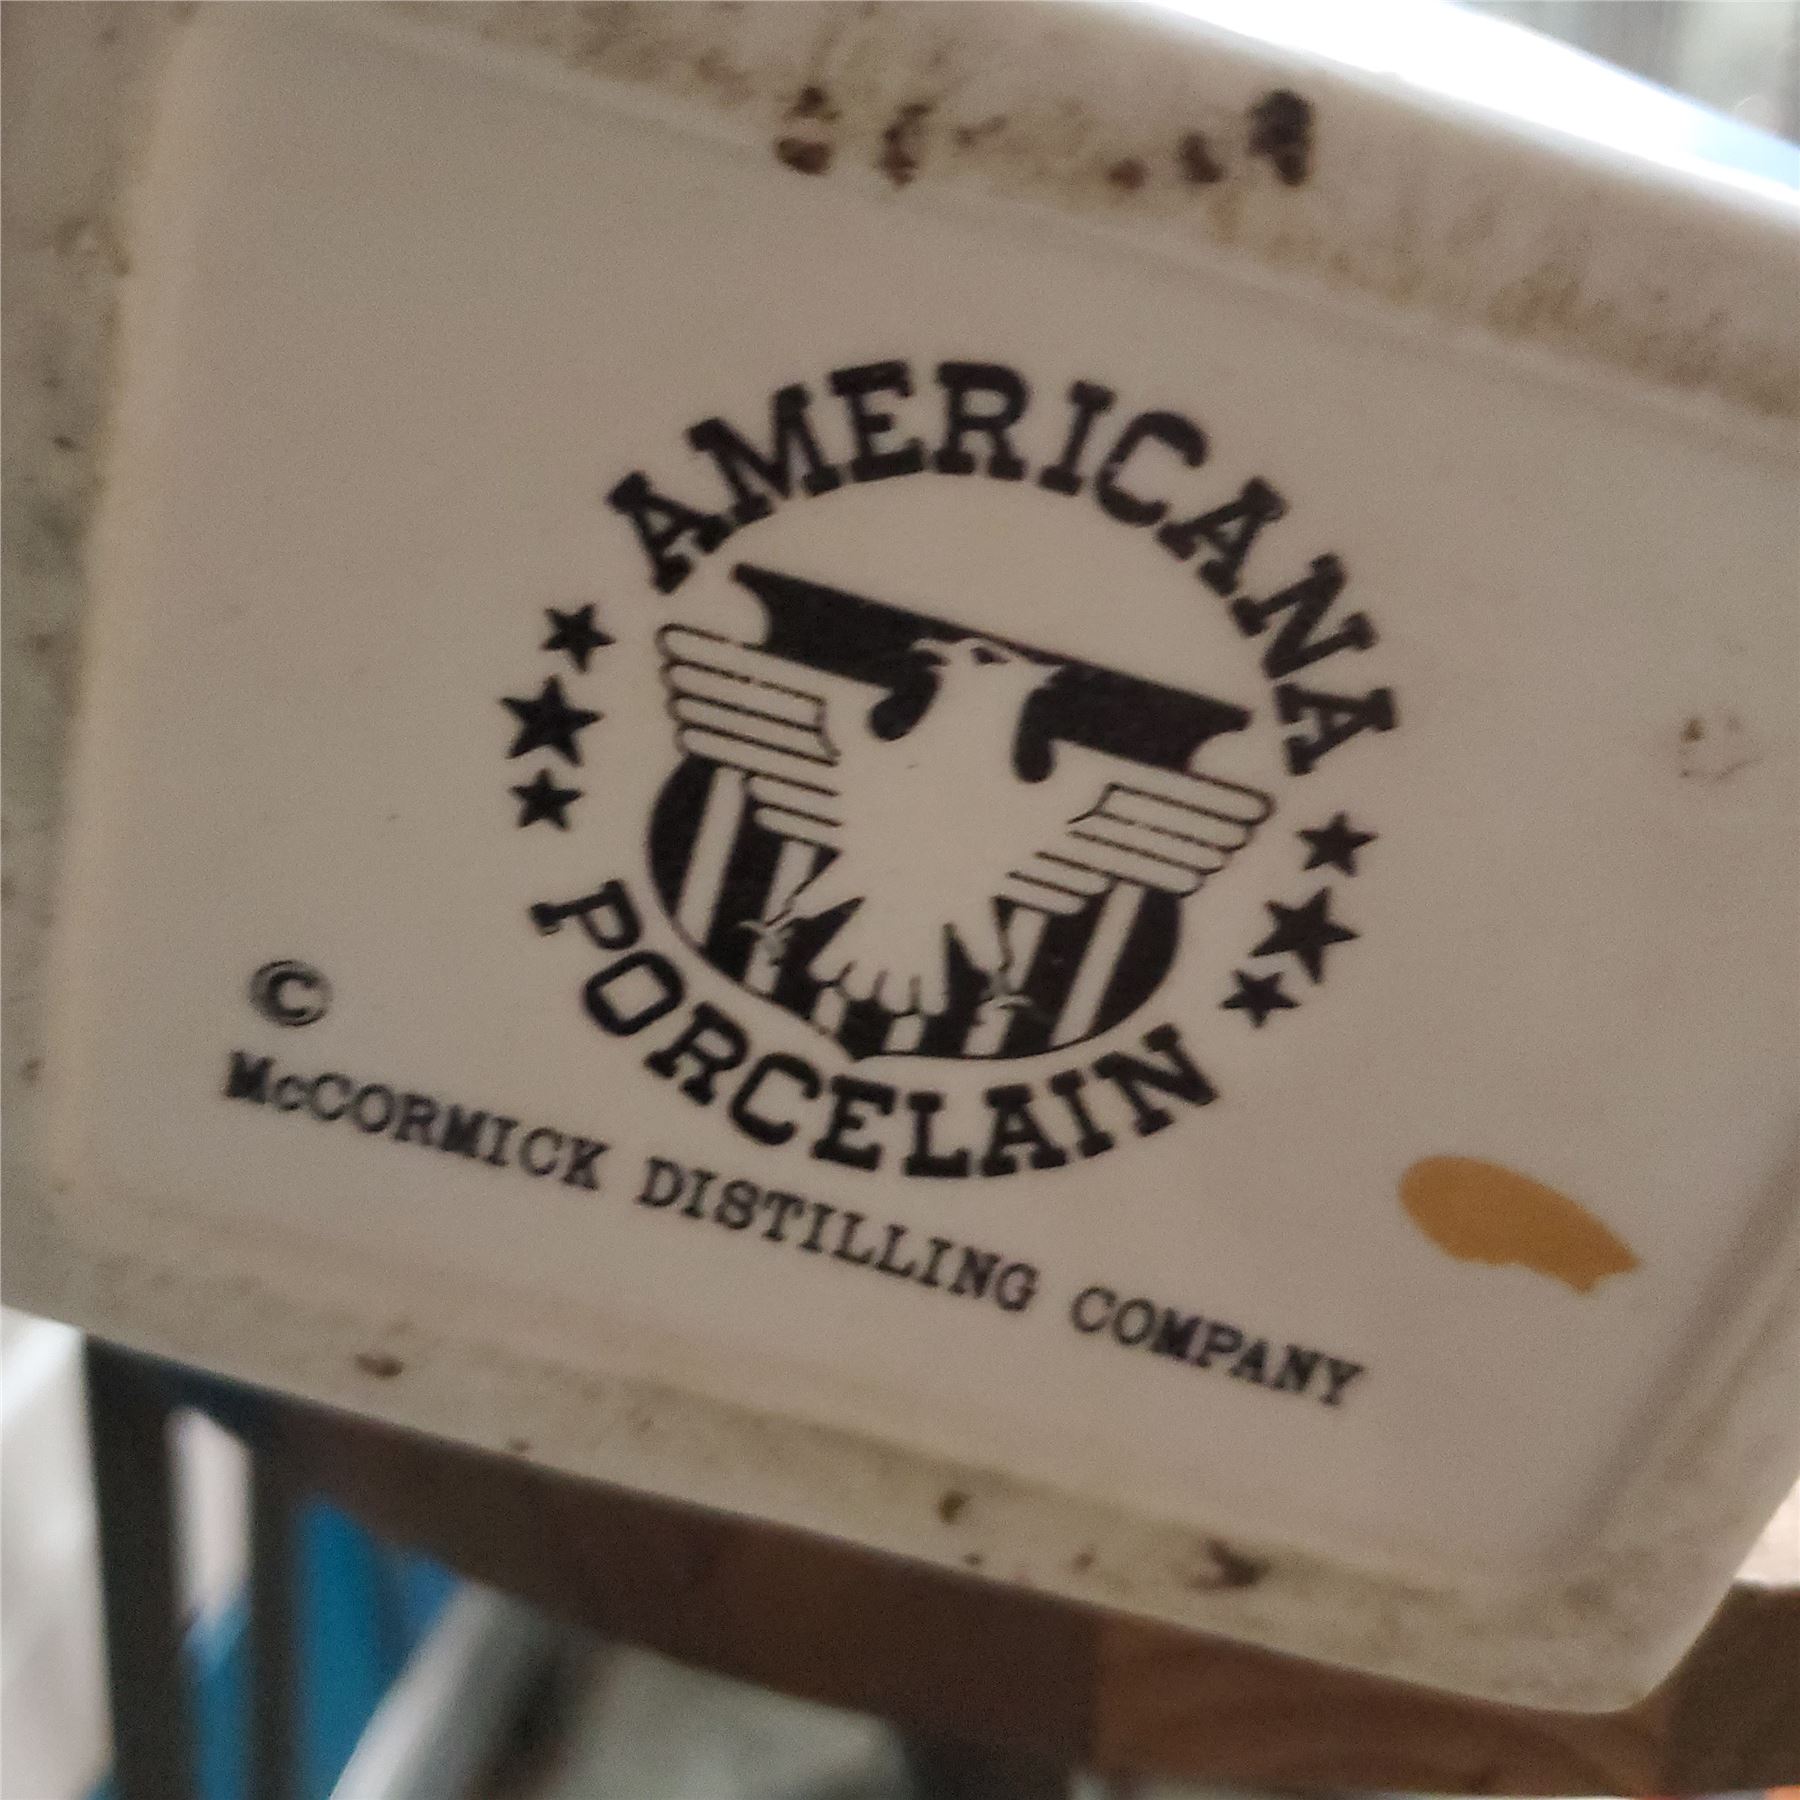 AMERICANA
PORCELAIN
©
McCORMICK DISTILLING COMPANY